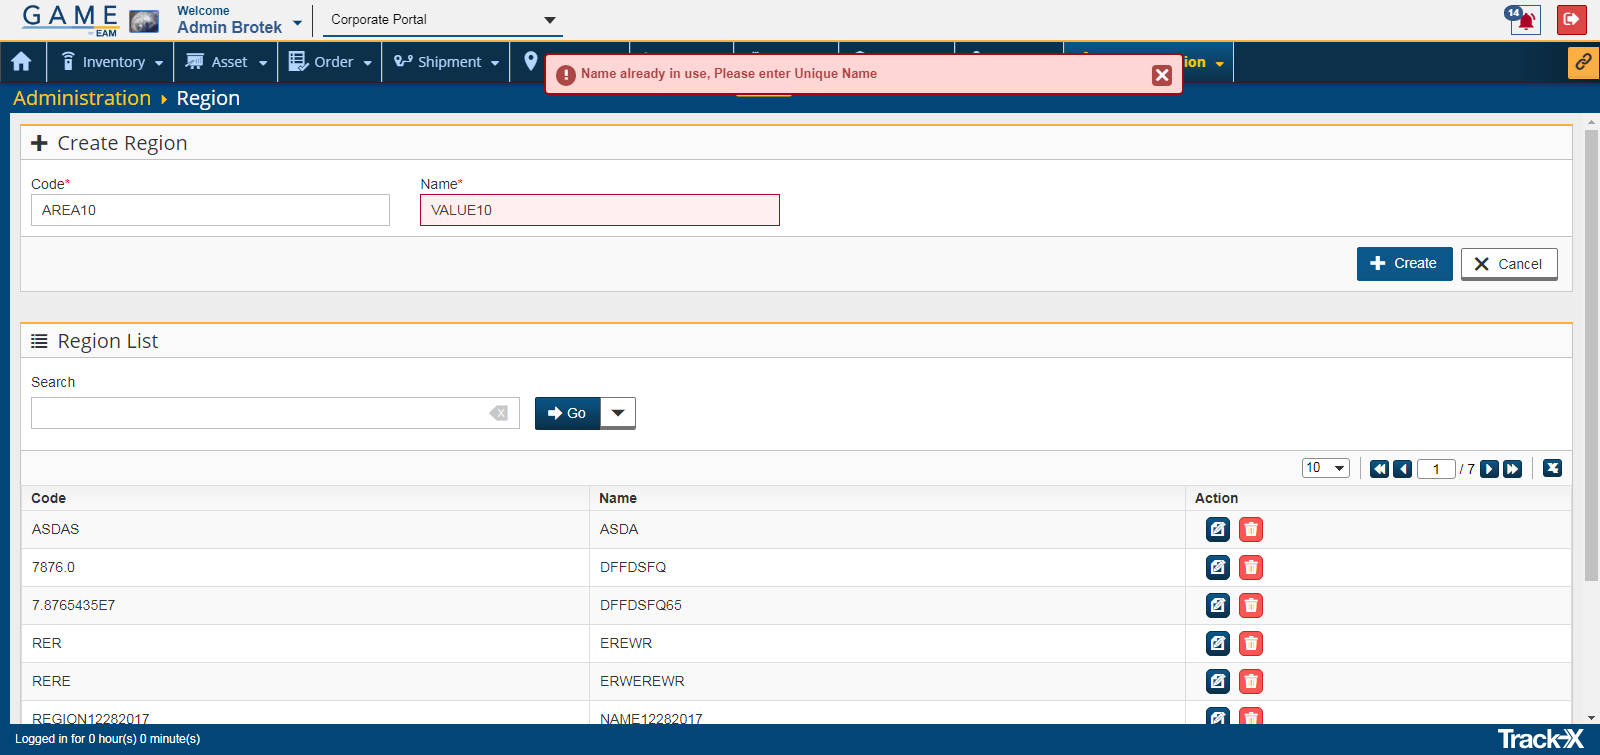 GAME
by EAM
Welcome
Admin Brotek
Corporate Portal
14
Inventory
Asset
Order
Shipment
ion
Name already in use, Please enter Unique Name
Administration
Region
Create Region
Code*
Name*
AREA10
VALUE10
Create
Cancel
Region List
Search
Go
10
1
/ 7
Code Name Action
ASDAS ASDA
7876.0 DFFDSFQ
7.8765435E7 DFFDSFQ65
RER EREWR
RERE ERWEREWR
REGION12282017 NAME12282017
Logged in for 0 hour(s) 0 minute(s)
Track-X